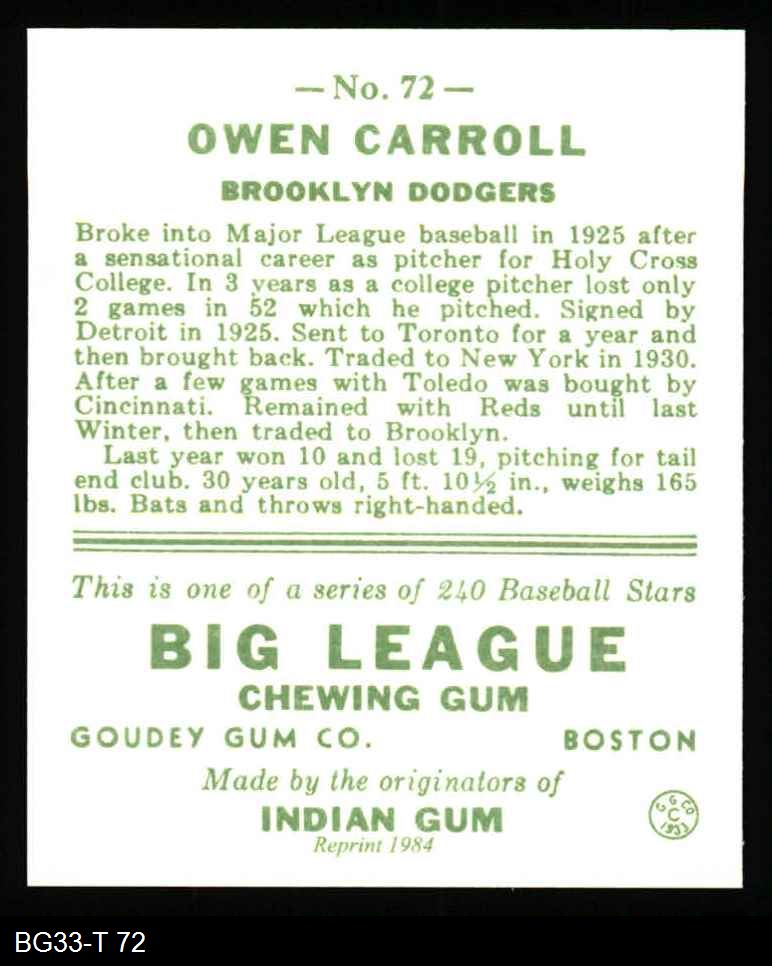 — No. 72 —
OWEN CARROLL
BROOKLYN DODGERS
Broke into Major League baseball in 1925 after
a sensational career as pitcher for Holy Cross
College. In 3 years as a college pitcher lost only
2 games in 52 which he pitched. Signed by
Detroit in 1925. Sent to Toronto for a year and
then brought back. Traded to New York in 1930.
After a few games with Toledo was bought by
Cincinnati. Remained with Reds until last
Winter, then traded to Brooklyn.
Last year won 10 and lost 19, pitching for tail
end club. 30 years old, 5 ft. 10½ in., weighs 165
lbs. Bats and throws right-handed.
This is one of a series of 240 Baseball Stars
BIG LEAGUE
CHEWING GUM
GOUDEY GUM CO. BOSTON
Made by the originators of
INDIAN GUM
Reprint 1984
G G CO
C
1933
BG33-T 72